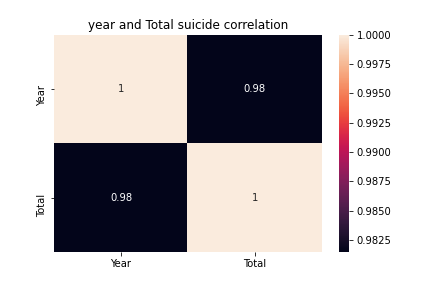 year and Total suicide correlation
1.0000
0.9975
0.9950
0.9925
0.9900
0.9875
0.9850
0.9825
Year
1
0.98
Total
0.98
1
Year
Total